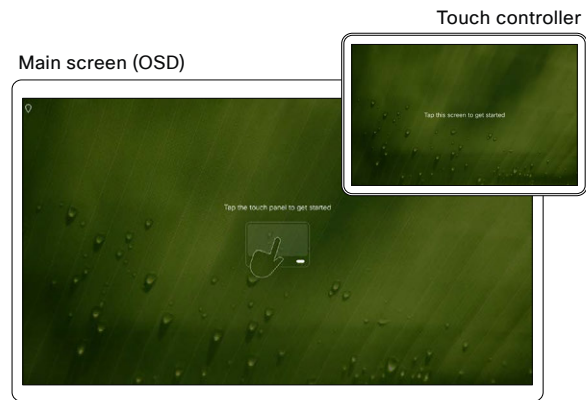 Touch controller
Main screen (OSD)
Tap this screen to get started
Tap the touch panel to get started